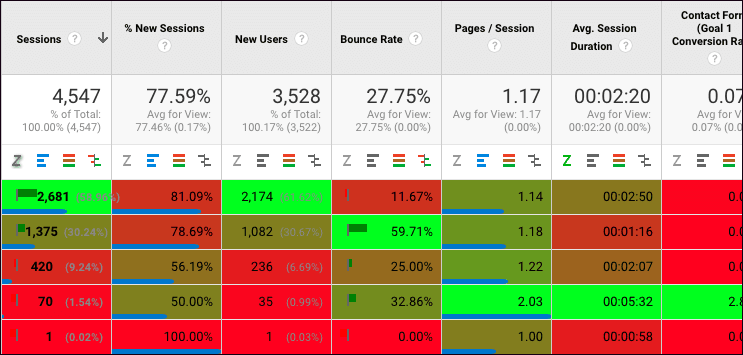 Sessions ? % New Sessions ? New Users ? Bounce Rate ? Pages / Session ? Avg. Session Duration ? Contact Form (Goal 1 Conversion Ra ?
4,547 77.59% 3,528 27.75% 1.17 00:02:20 0.07
% of Total: Avg for View: % of Total: Avg for View: Avg for View: 1.17 Avg for View: Avg for V
100.00% (4,547) 77.46% (0.17%) 100.17% (3,522) 27.75% (0.00%) (0.00%) 00:02:20 (0.00%) 0.07% (0.0
Z Z Z Z Z Z Z
2,681 (58.96%) 81.09% 2,174 (61.62%) 11.67% 1.14 00:02:50
1,375 (30.24%) 78.69% 1,082 (30.67%) 59.71% 1.18 00:01:16
420 (9.24%) 56.19% 236 (6.69%) 25.00% 1.22 00:02:07
70 (1.54%) 50.00% 35 (0.99%) 32.86% 2.03 00:05:32 2.8
1 (0.02%) 100.00% 1 (0.03%) 0.00% 1.00 00:00:58